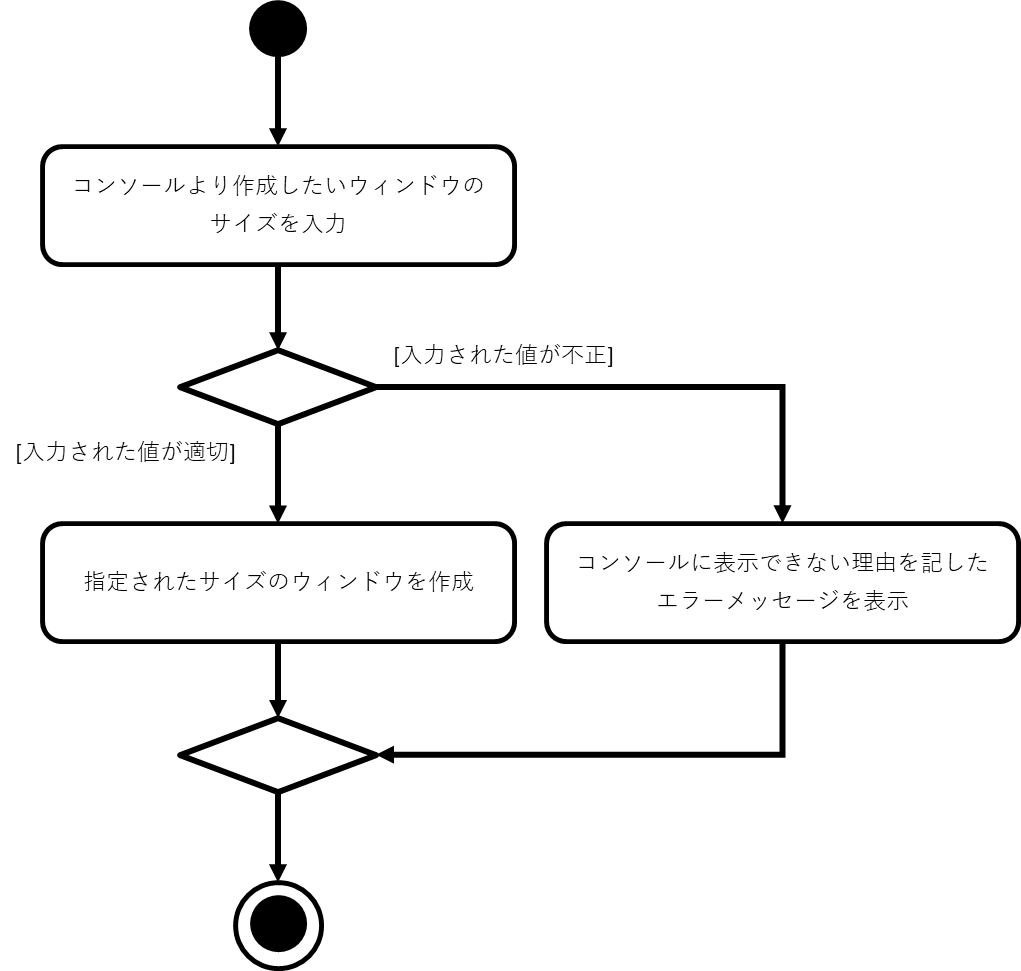 コンソールより作成したいウィンドウの
サイズを入力
[入力された値が不正]
[入力された値が適切]
指定されたサイズのウィンドウを作成
コンソールに表示できない理由を記した
エラーメッセージを表示